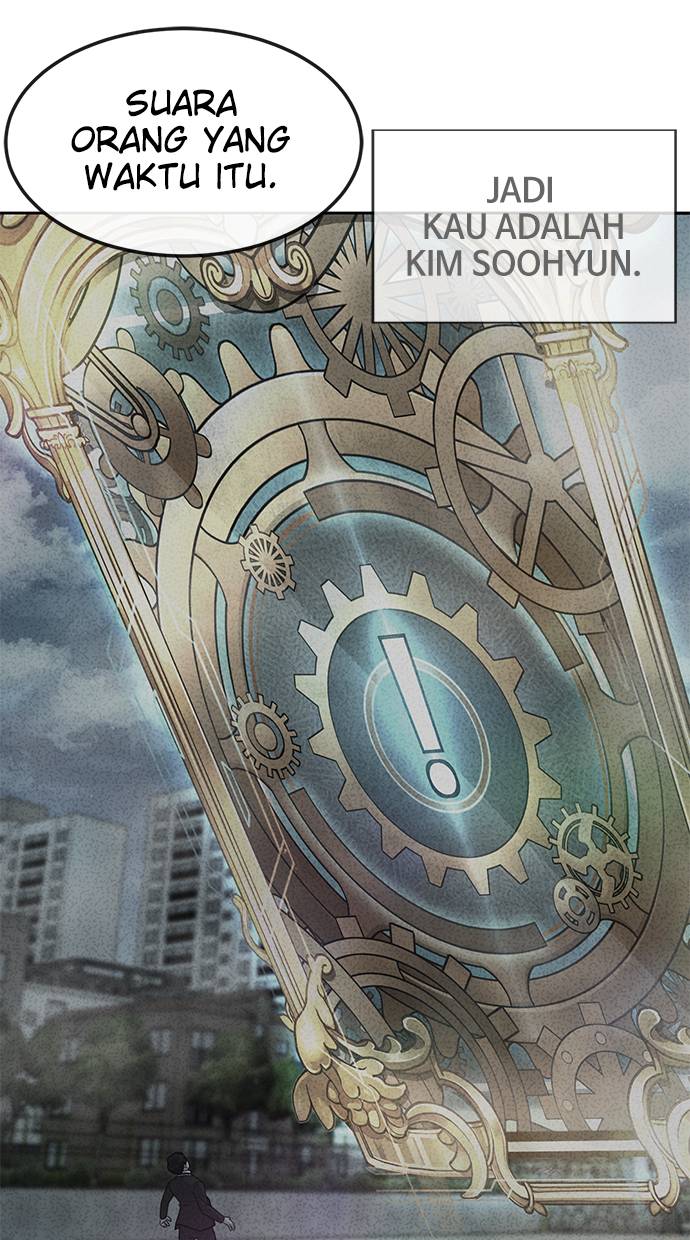 SUARA
ORANG YANG
WAKTU ITU.
JADI
KAU ADALAH
KIM SOOHYUN.
!